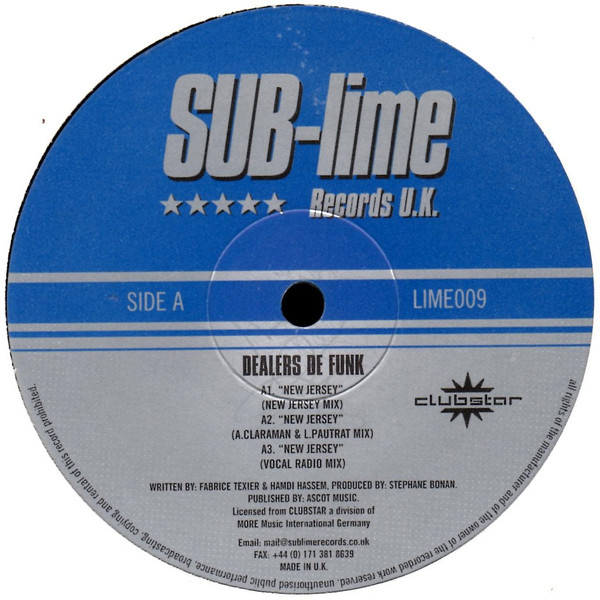 SUB-lime
Records U.K.
SIDE A
LIME009
DEALERS DE FUNK
A1. "NEW JERSEY"
(NEW JERSEY MIX)
A2. "NEW JERSEY"
(A.CLARAMAN & L.PAUTRAT MIX)
A3. "NEW JERSEY"
(VOCAL RADIO MIX)
clubstar
WRITTEN BY: FABRICE TEXIER & HAMDI HASSEM, PRODUCED BY: STEPHANE BONAN.
PUBLISHED BY: ASCOT MUSIC.
Licensed from CLUBSTAR a division of
MORE Music International Germany
Email: mail@sublimerecords.co.uk
FAX: +44 (0) 171 381 8639
MADE IN U.K.
all rights of the manufacturer and of the owner of the recorded work reserved. unauthorised public performance, broadcasting, copying and rental of this record prohibited.